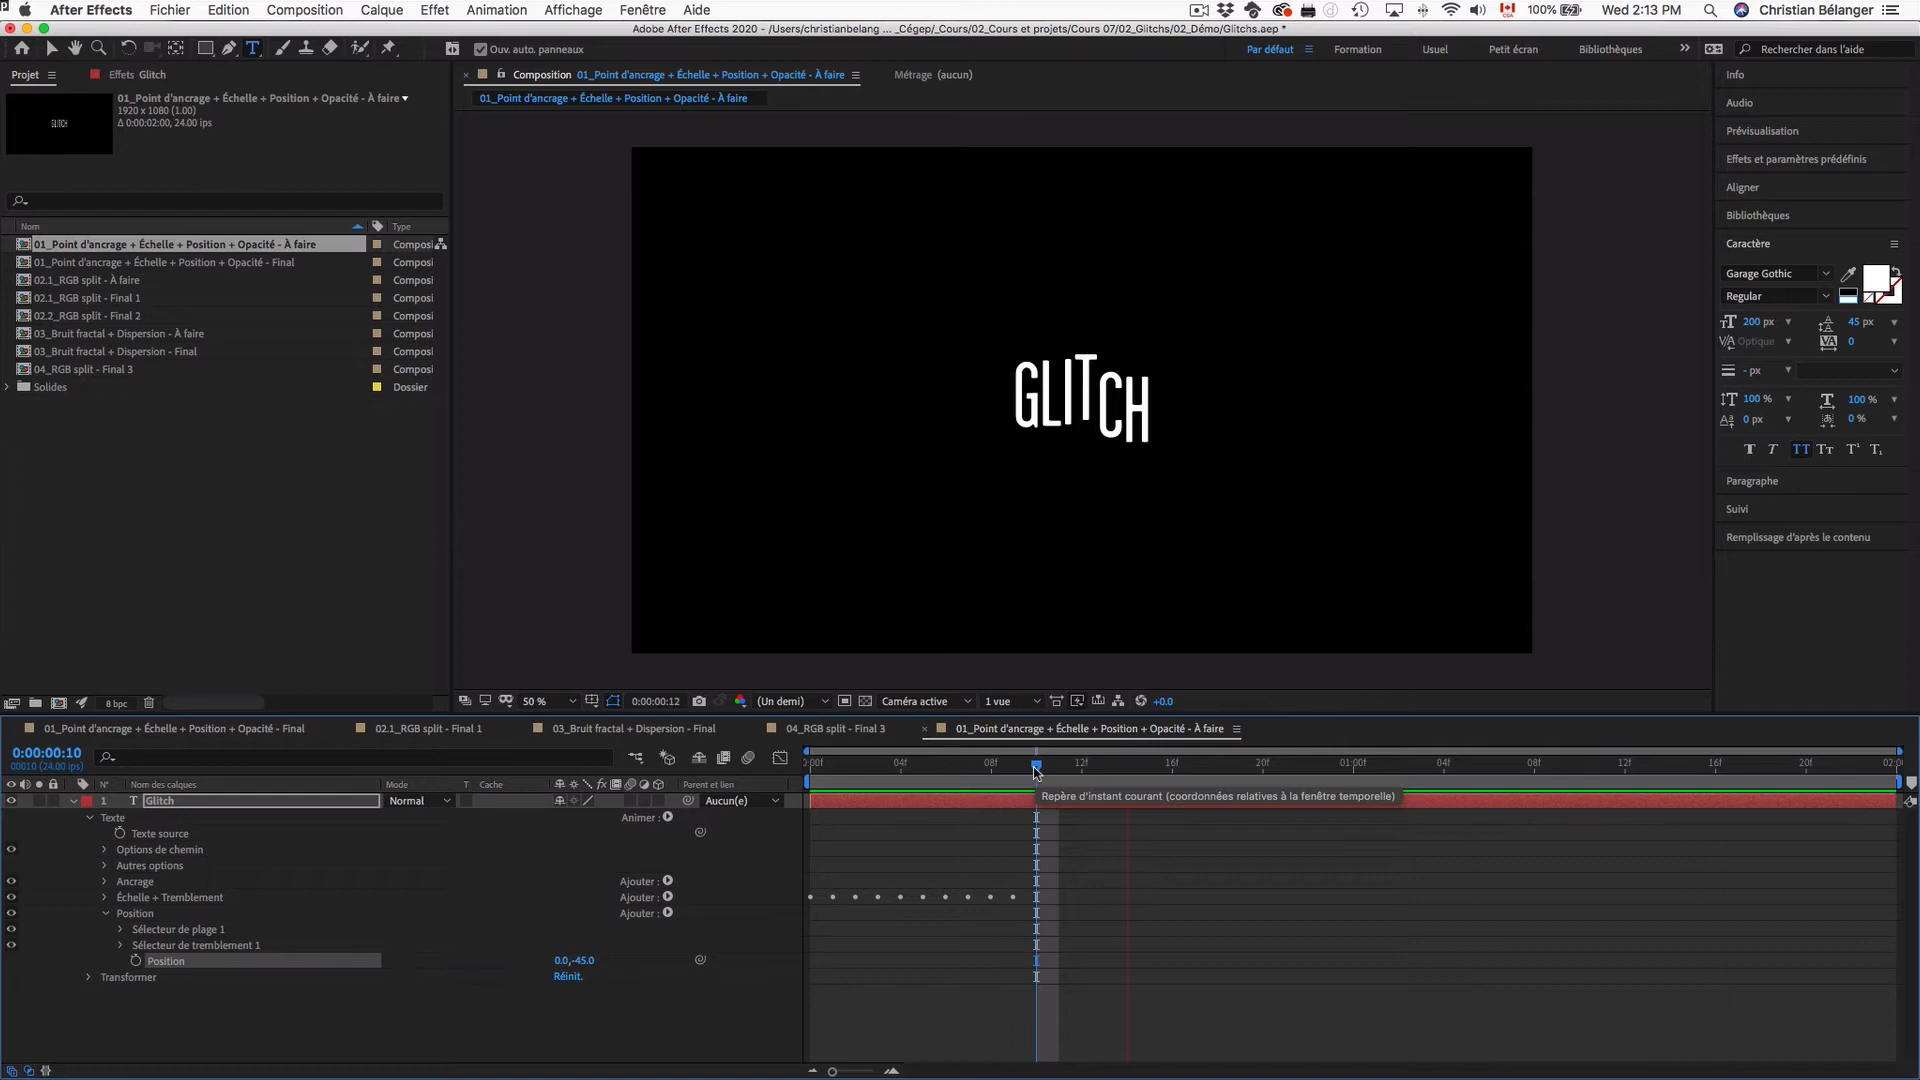 After Effects Fichier Edition Composition Calque Effet Animation Affichage Fenêtre Aide 100% Wed 2:13 PM Christian Bélanger
Adobe After Effects 2020 - /Users/christianbelang ... _Cégep/_Cours/02_Cours et projets/Cours 07/02_Glitchs/02_Démo/Glitchs.aep *
Ouv. auto. panneaux Par défaut Formation Usuel Petit écran Bibliothèques Rechercher dans l'aide
Projet Effets Glitch Composition 01_Point d'ancrage + Échelle + Position + Opacité - À faire Métrage (aucun) Info
01_Point d'ancrage + Échelle + Position + Opacité - À faire 01_Point d'ancrage + Échelle + Position + Opacité - À faire Audio
1920 x 1080 (1.00)
Δ 0:00:02:00, 24.00 ips
GLITCH
Prévisualisation
Effets et paramètres prédéfinis
Aligner
Bibliothèques
Nom Type
01_Point d'ancrage + Échelle + Position + Opacité - À faire Composi
01_Point d'ancrage + Échelle + Position + Opacité - Final Composi
02.1_RGB split - À faire Composi
02.1_RGB split - Final 1 Composi
02.2_RGB split - Final 2 Composi
03_Bruit fractal + Dispersion - À faire Composi
03_Bruit fractal + Dispersion - Final Composi
04_RGB split - Final 3 Composi
Solides Dossier
GLITCH
Caractère
Garage Gothic
Regular
200 px 45 px
Optique 0
- px
100 % 100 %
0 px 0 %
T T TT Tт T¹ T₁
Paragraphe
Suivi
Remplissage d'après le contenu
8 bpc 50 % 0:00:00:12 (Un demi) Caméra active 1 vue +0.0
01_Point d'ancrage + Échelle + Position + Opacité - Final 02.1_RGB split - Final 1 03_Bruit fractal + Dispersion - Final 04_RGB split - Final 3 01_Point d'ancrage + Échelle + Position + Opacité - À faire
0:00:00:10
00010 (24.00 ips)
04f 08f 12f 16f 20f 01:00f 04f 08f 12f 16f 20f
N° Nom des calques Mode T Cache Parent et lien
1 T Glitch Normal Aucun(e)
Repère d'instant courant (coordonnées relatives à la fenêtre temporelle)
Texte Animer :
Texte source
Options de chemin
Autres options
Ancrage Ajouter :
Échelle + Tremblement Ajouter :
Position Ajouter :
Sélecteur de plage 1
Sélecteur de tremblement 1
Position 0.0,-45.0
Transformer Réinit.